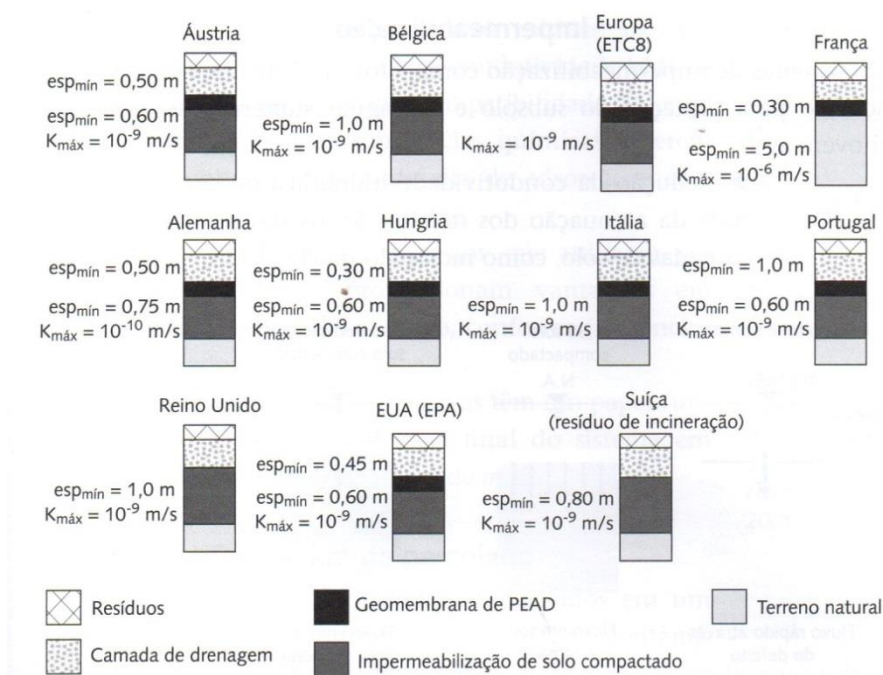 Áustria
esp_mín = 0,50 m
esp_mín = 0,60 m
K_máx = 10⁻⁹ m/s
Bélgica
esp_mín = 1,0 m
K_máx = 10⁻⁹ m/s
Europa
(ETC8)
K_máx = 10⁻⁹ m/s
França
esp_mín = 0,30 m
esp_mín = 5,0 m
K_máx = 10⁻⁶ m/s
Alemanha
esp_mín = 0,50 m
esp_mín = 0,75 m
K_máx = 10⁻¹⁰ m/s
Hungria
esp_mín = 0,30 m
esp_mín = 0,60 m
K_máx = 10⁻⁹ m/s
Itália
esp_mín = 1,0 m
K_máx = 10⁻⁹ m/s
Portugal
esp_mín = 1,0 m
esp_mín = 0,60 m
K_máx = 10⁻⁹ m/s
Reino Unido
esp_mín = 1,0 m
K_máx = 10⁻⁹ m/s
EUA (EPA)
esp_mín = 0,45 m
esp_mín = 0,60 m
K_máx = 10⁻⁹ m/s
Suíça
(resíduo de incineração)
esp_mín = 0,80 m
K_máx = 10⁻⁹ m/s
Resíduos
Camada de drenagem
Geomembrana de PEAD
Impermeabilização de solo compactado
Terreno natural